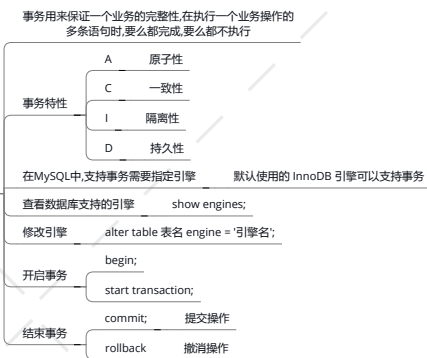 事务用来保证一个业务的完整性,在执行一个业务操作的
多条语句时,要么都完成,要么都不执行
事务特性
A 原子性
C 一致性
I 隔离性
D 持久性
在MySQL中,支持事务需要指定引擎 默认使用的 InnoDB 引擎可以支持事务
查看数据库支持的引擎 show engines;
修改引擎 alter table 表名 engine = '引擎名';
开启事务
begin;
start transaction;
结束事务
commit; 提交操作
rollback 撤消操作